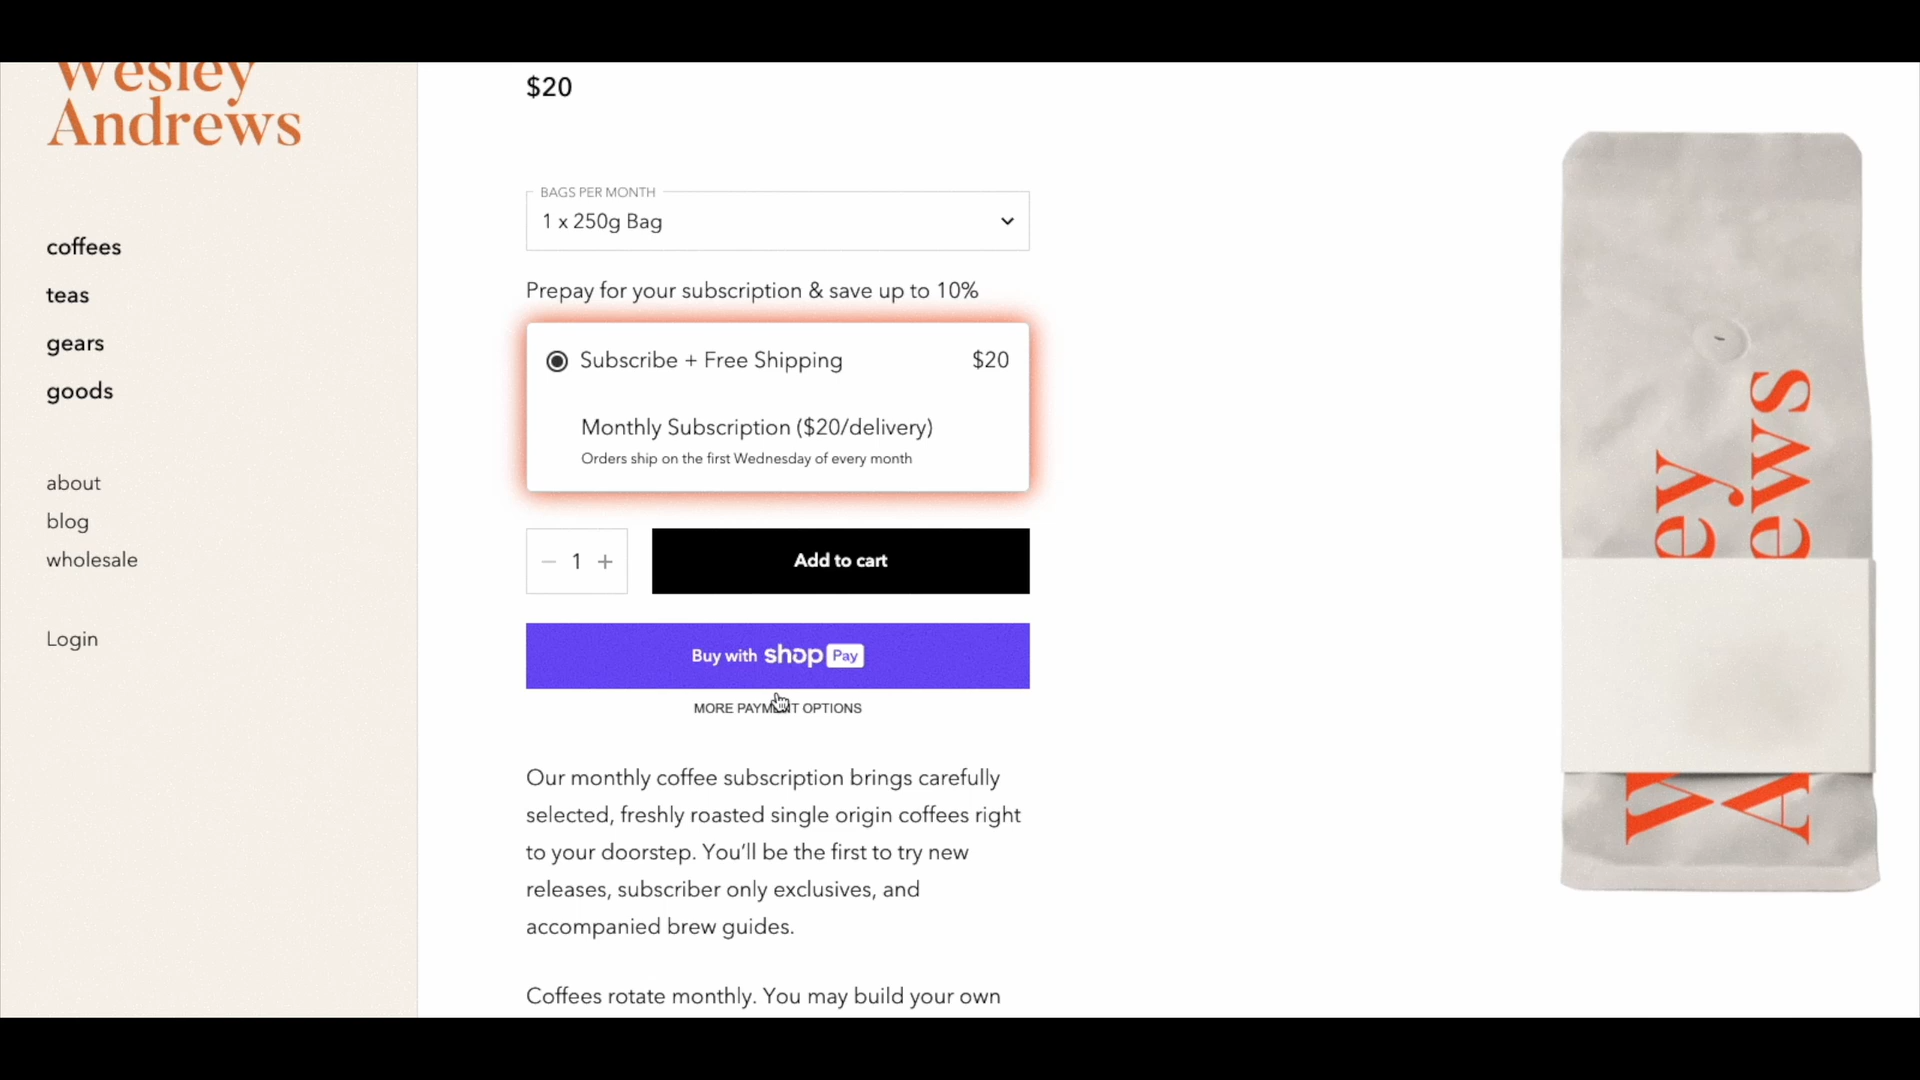 Wesley
Andrews
coffees
teas
gears
goods
about
blog
wholesale
Login
$20
BAGS PER MONTH
1 x 250g Bag
Prepay for your subscription & save up to 10%
Subscribe + Free Shipping $20
Monthly Subscription ($20/delivery)
Orders ship on the first Wednesday of every month
− 1 +
Add to cart
Buy with shop Pay
MORE PAYMENT OPTIONS
Our monthly coffee subscription brings carefully
selected, freshly roasted single origin coffees right
to your doorstep. You’ll be the first to try new
releases, subscriber only exclusives, and
accompanied brew guides.
Coffees rotate monthly. You may build your own
W ey
A ews